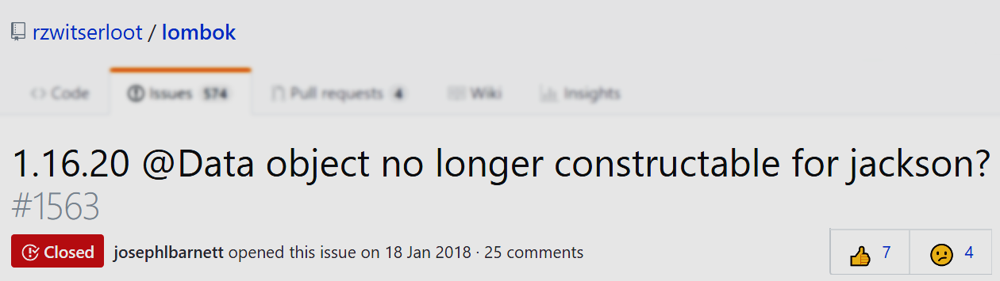 rzwitserloot / lombok
Code Issues 574 Pull requests 4 Wiki Insights
1.16.20 @Data object no longer constructable for jackson?
#1563
Closed josephlbarnett opened this issue on 18 Jan 2018 · 25 comments 7 4